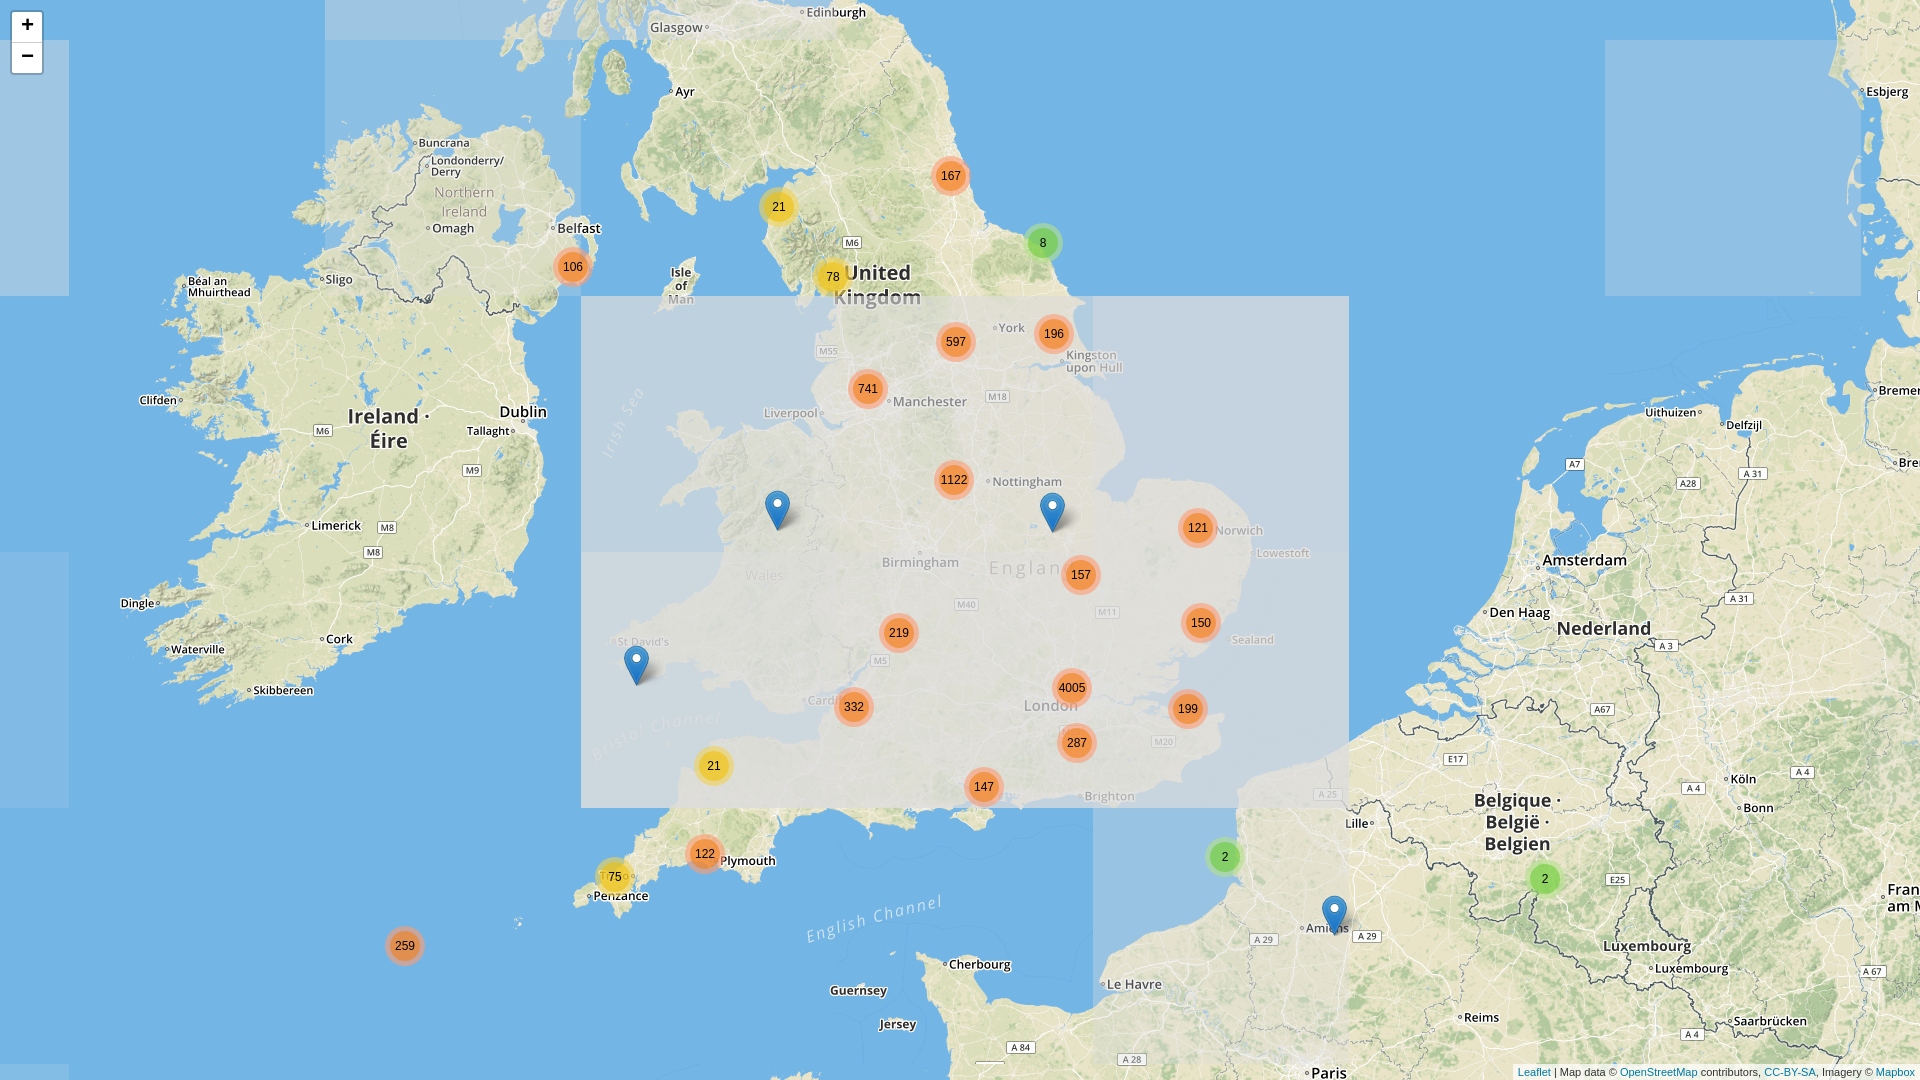 +
−
Glasgow
Edinburgh
Ayr
Esbjerg
Buncrana
Londonderry/
Derry
Northern
Ireland
Omagh
Belfast
167
21
8
M6
106
78
United
Kingdom
Isle
of
Man
Béal an
Mhuirthead
Sligo
York
196
597
M55
Kingston
upon Hull
741
Manchester
M18
Liverpool
Irish Sea
Clifden
Ireland ·
Éire
Dublin
Tallaght
M6
M9
Uithuizen
Delfzijl
A7
A 31
A28
1122
Nottingham
Limerick
M8
M8
121
Norwich
Lowestoft
Birmingham
Wales
Englan
157
Amsterdam
Dingle
M40
M11
A 31
Den Haag
Nederland
219
150
Sealand
Cork
Waterville
St David's
M5
A 3
Skibbereen
4005
London
332
199
A67
Bristol Channel
287
M20
E17
21
147
Brighton
A 25
Köln
A 4
A 4
Bonn
Belgique ·
België ·
Belgien
Lille
122
Plymouth
2
2
E25
75
Penzance
English Channel
Amiens
A 29
A 29
259
Luxembourg
Luxembourg
Cherbourg
A 67
Le Havre
Guernsey
Jersey
Reims
Saarbrücken
A 84
A 28
A 4
Paris
Leaflet | Map data © OpenStreetMap contributors, CC-BY-SA, Imagery © Mapbox